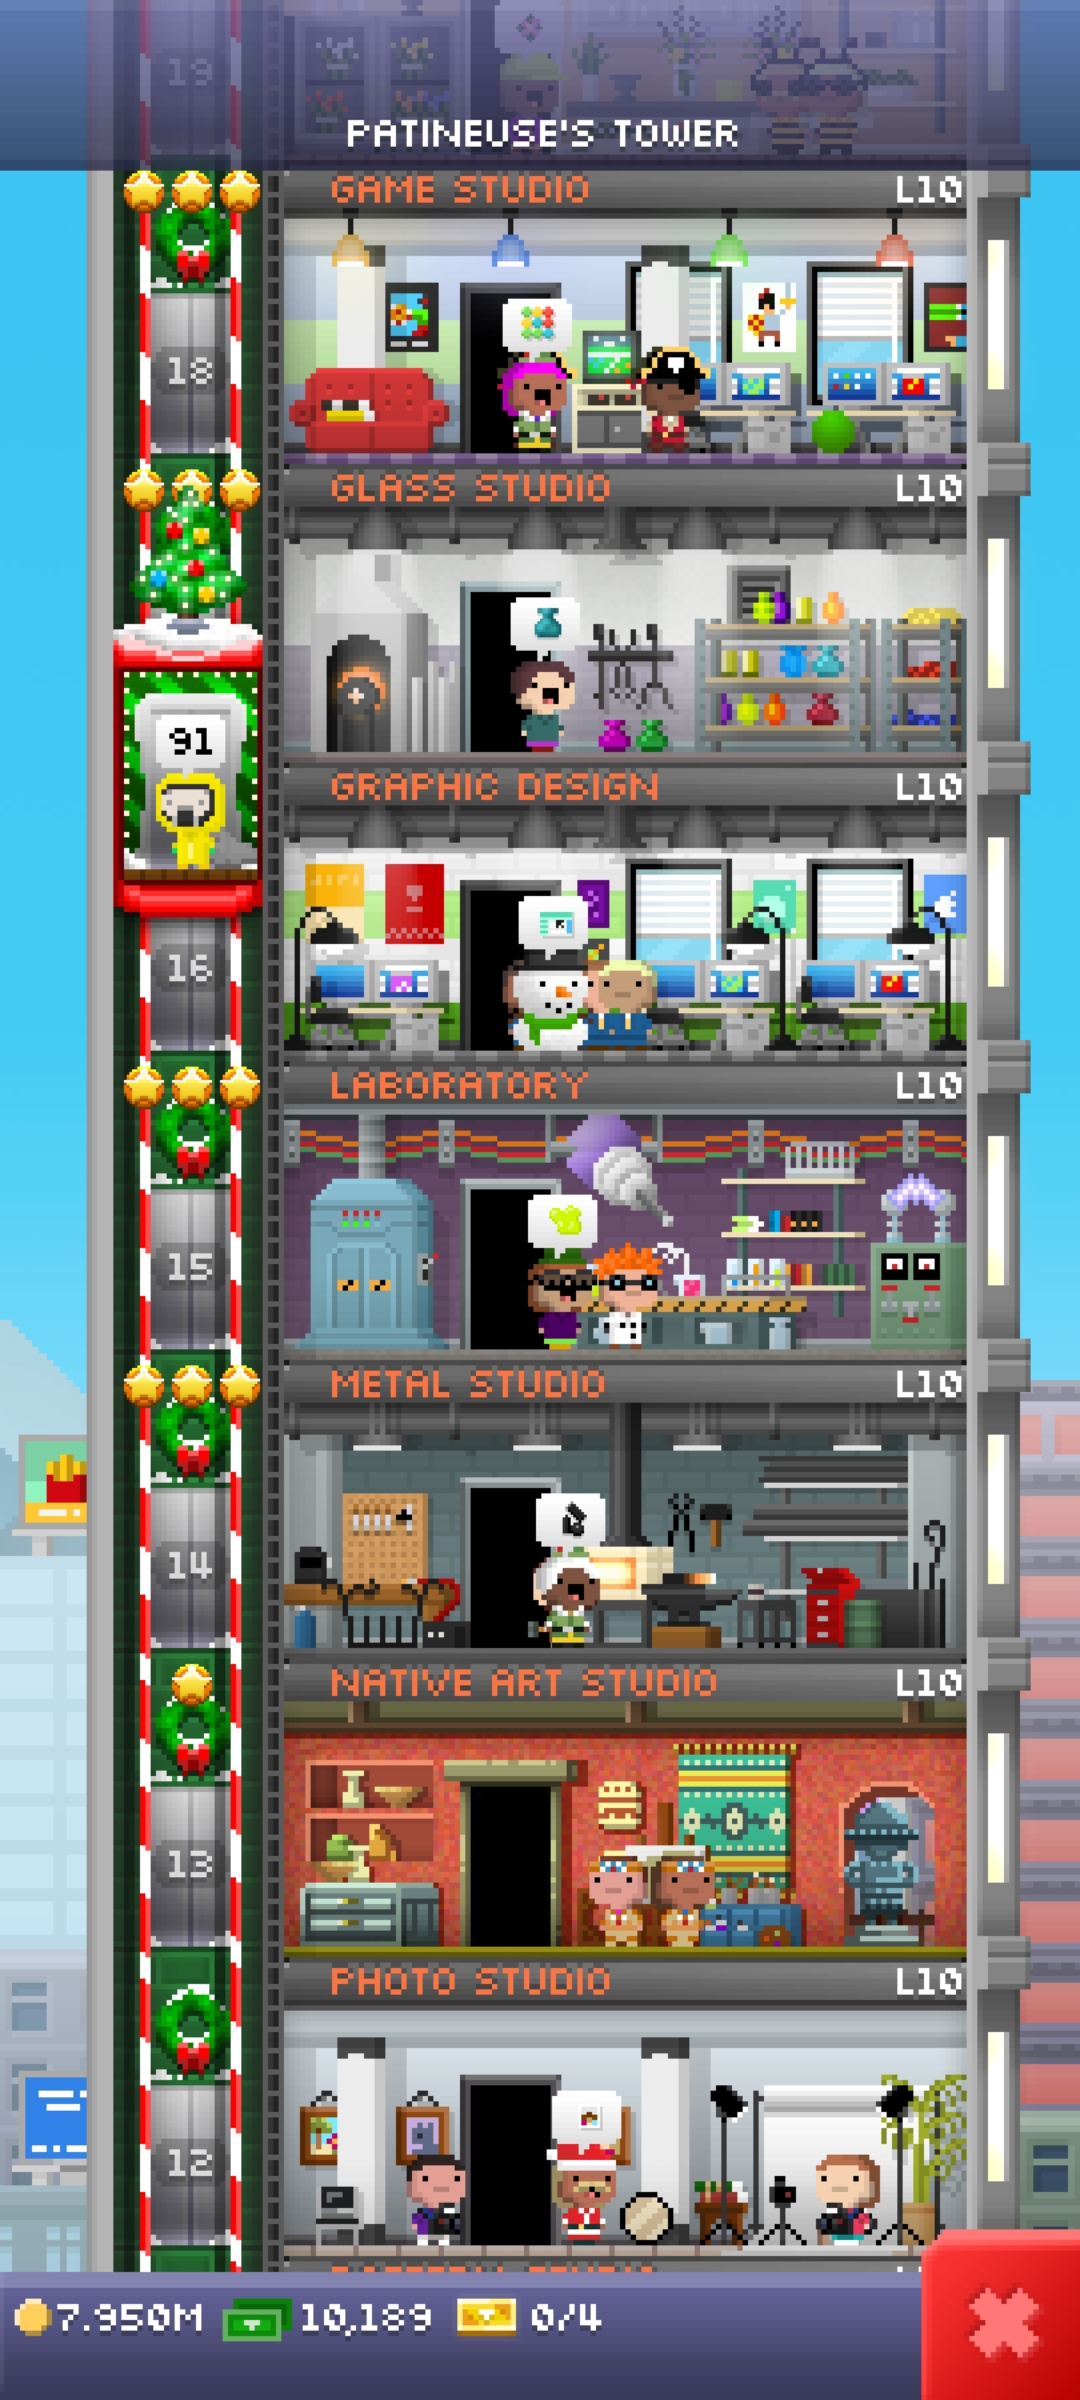 19
PATINEUSE'S TOWER
GAME STUDIO L10
18
GLASS STUDIO L10
91
GRAPHIC DESIGN L10
16
LABORATORY L10
15
METAL STUDIO L10
14
NATIVE ART STUDIO L10
13
PHOTO STUDIO L10
12
7.950M 10,189 0/4